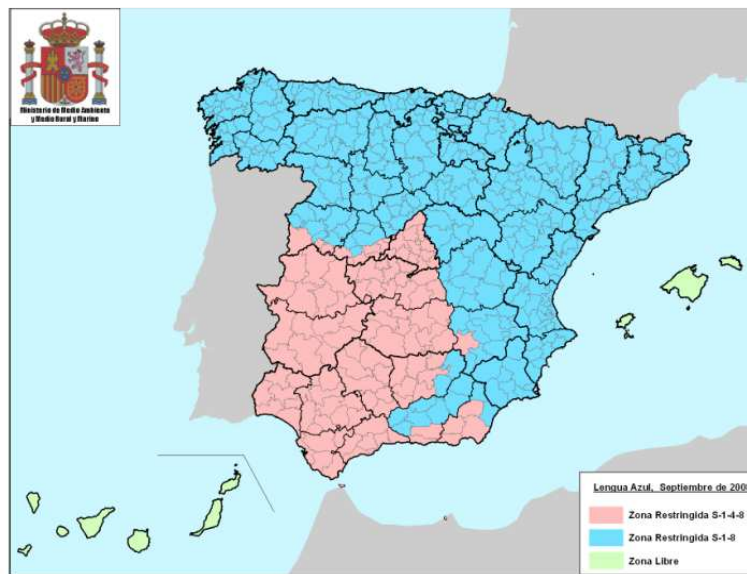 Ministerio de Medio Ambiente
y Medio Rural y Marino
Lengua Azul, Septiembre de
Zona Restringida S-1-4-8
Zona Restringida S-1-8
Zona Libre